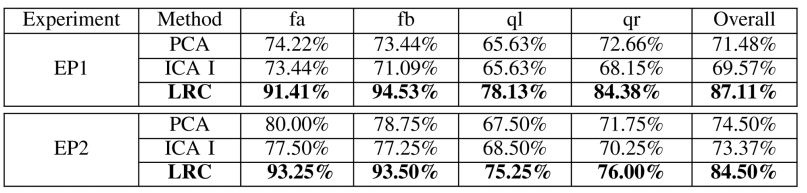 Experiment Method fa fb ql qr Overall
PCA 74.22% 73.44% 65.63% 72.66% 71.48%
EP1 ICA I 73.44% 71.09% 65.63% 68.15% 69.57%
LRC 91.41% 94.53% 78.13% 84.38% 87.11%
PCA 80.00% 78.75% 67.50% 71.75% 74.50%
EP2 ICA I 77.50% 77.25% 68.50% 70.25% 73.37%
LRC 93.25% 93.50% 75.25% 76.00% 84.50%